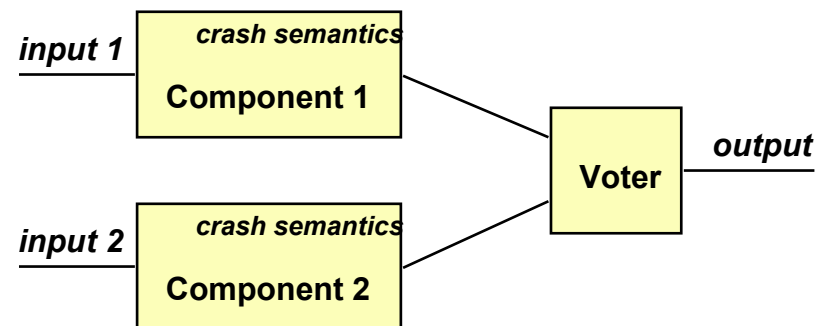 input 1
crash semantics
Component 1
Voter
output
input 2
crash semantics
Component 2